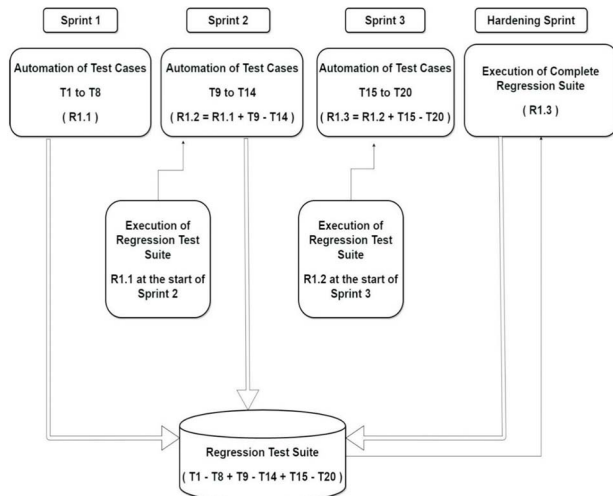 Sprint 1
Sprint 2
Sprint 3
Hardening Sprint
Automation of Test Cases
T1 to T8
( R1.1 )
Automation of Test Cases
T9 to T14
( R1.2 = R1.1 + T9 - T14 )
Automation of Test Cases
T15 to T20
( R1.3 = R1.2 + T15 - T20)
Execution of Complete
Regression Suite
( R1.3 )
Execution of
Regression Test
Suite
R1.1 at the start of
Sprint 2
Execution of
Regression Test
Suite
R1.2 at the start of
Sprint 3
Regression Test Suite
( T1 - T8 + T9 - T14 + T15 - T20 )